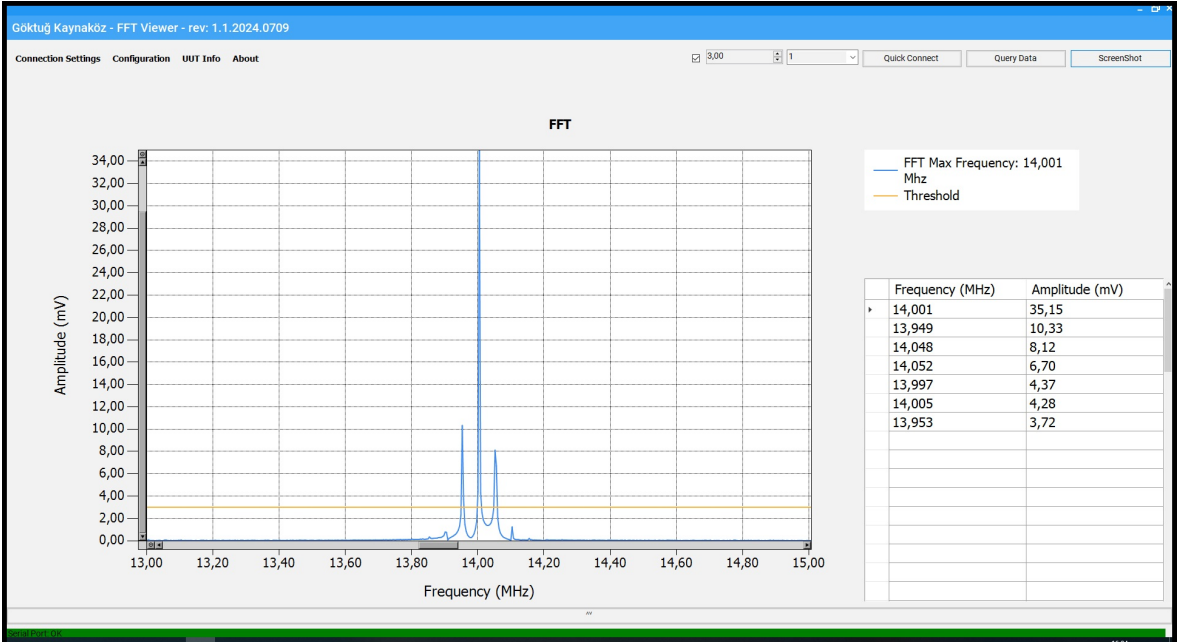 Göktuğ Kaynaköz - FFT Viewer - rev: 1.1.2024.0709
Connection Settings Configuration UUT Info About
3,00 1 Quick Connect Query Data ScreenShot
FFT
FFT Max Frequency: 14,001
Mhz
Threshold
Amplitude (mV)
34,00
32,00
30,00
28,00
26,00
24,00
22,00
20,00
18,00
16,00
14,00
12,00
10,00
8,00
6,00
4,00
2,00
0,00
13,00 13,20 13,40 13,60 13,80 14,00 14,20 14,40 14,60 14,80 15,00
Frequency (MHz)
Frequency (MHz) Amplitude (mV)
14,001 35,15
13,949 10,33
14,048 8,12
14,052 6,70
13,997 4,37
14,005 4,28
13,953 3,72
Serial Port: OK